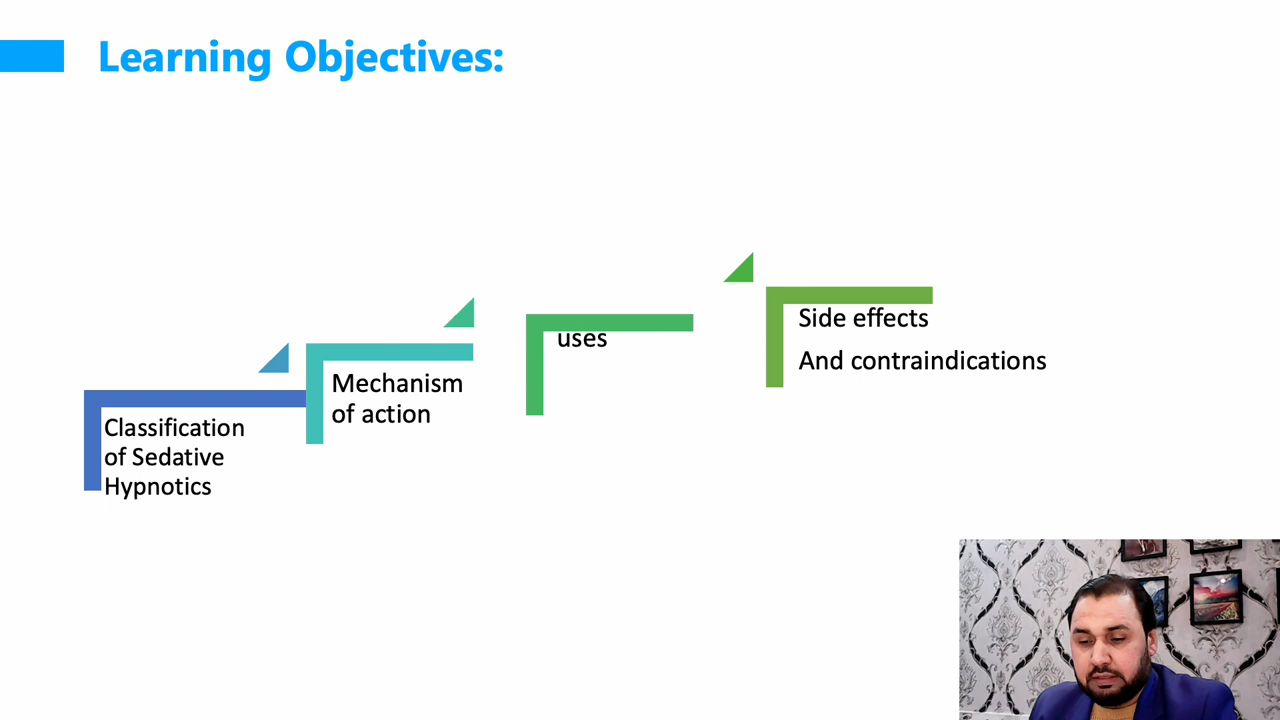 Learning Objectives:
Classification
of Sedative
Hypnotics
Mechanism
of action
uses
Side effects
And contraindications